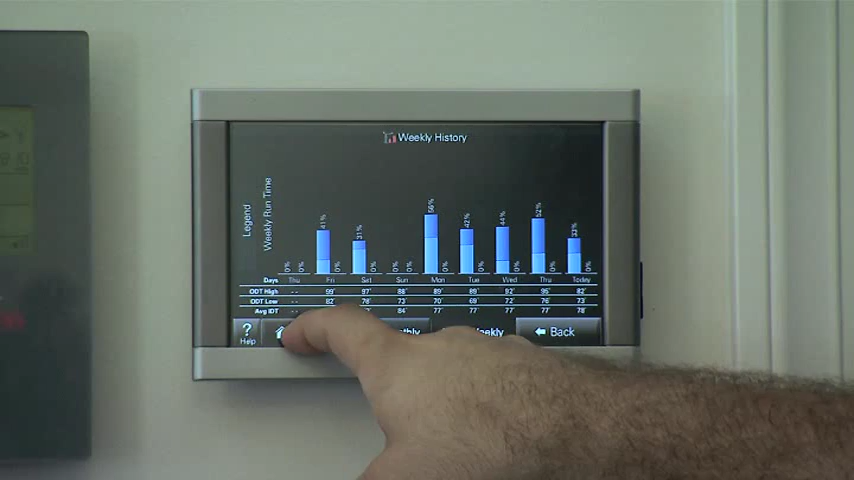 Weekly History
Legend
Weekly Run Time
0% 0% 41% 0% 31% 0% 0% 0% 56% 0% 42% 0% 44% 0% 52% 0% 33% 0%
Days Thu Fri Sat Sun Mon Tue Wed Thu Today
ODT High -- 99° 97° 88° 89° 89° 92° 95° 82°
ODT Low -- 82° 78° 73° 70° 69° 72° 76° 73°
Avg IDT -- 84° 77° 77° 77° 77° 78°
? Help Back